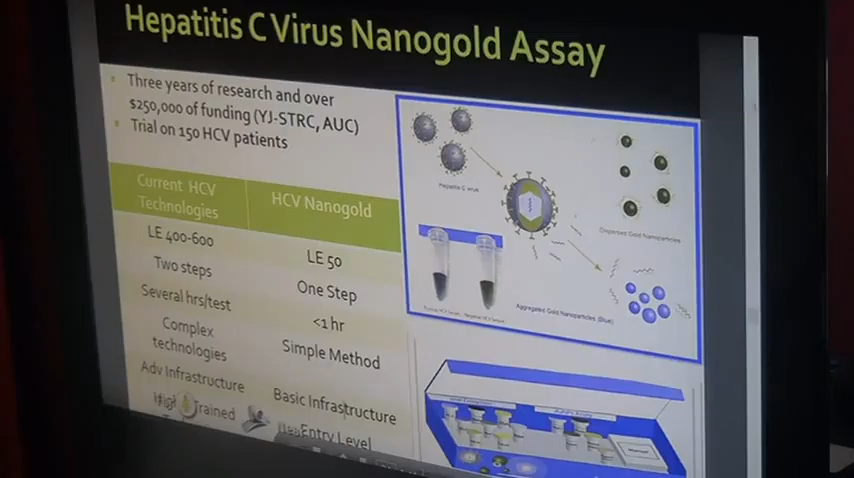 Hepatitis C Virus Nanogold Assay
Three years of research and over
$250,000 of funding (YJ-STRC, AUC)
Trial on 150 HCV patients
Current HCV
Technologies
HCV Nanogold
LE 400-600
LE 50
Two steps
One Step
Several hrs/test
<1 hr
Complex
technologies
Simple Method
Adv Infrastructure
Basic Infrastructure
Trained
Entry Level
Hepatitis C virus
Dispersed Gold Nanoparticles
Aggregated Gold Nanoparticles (Blue)